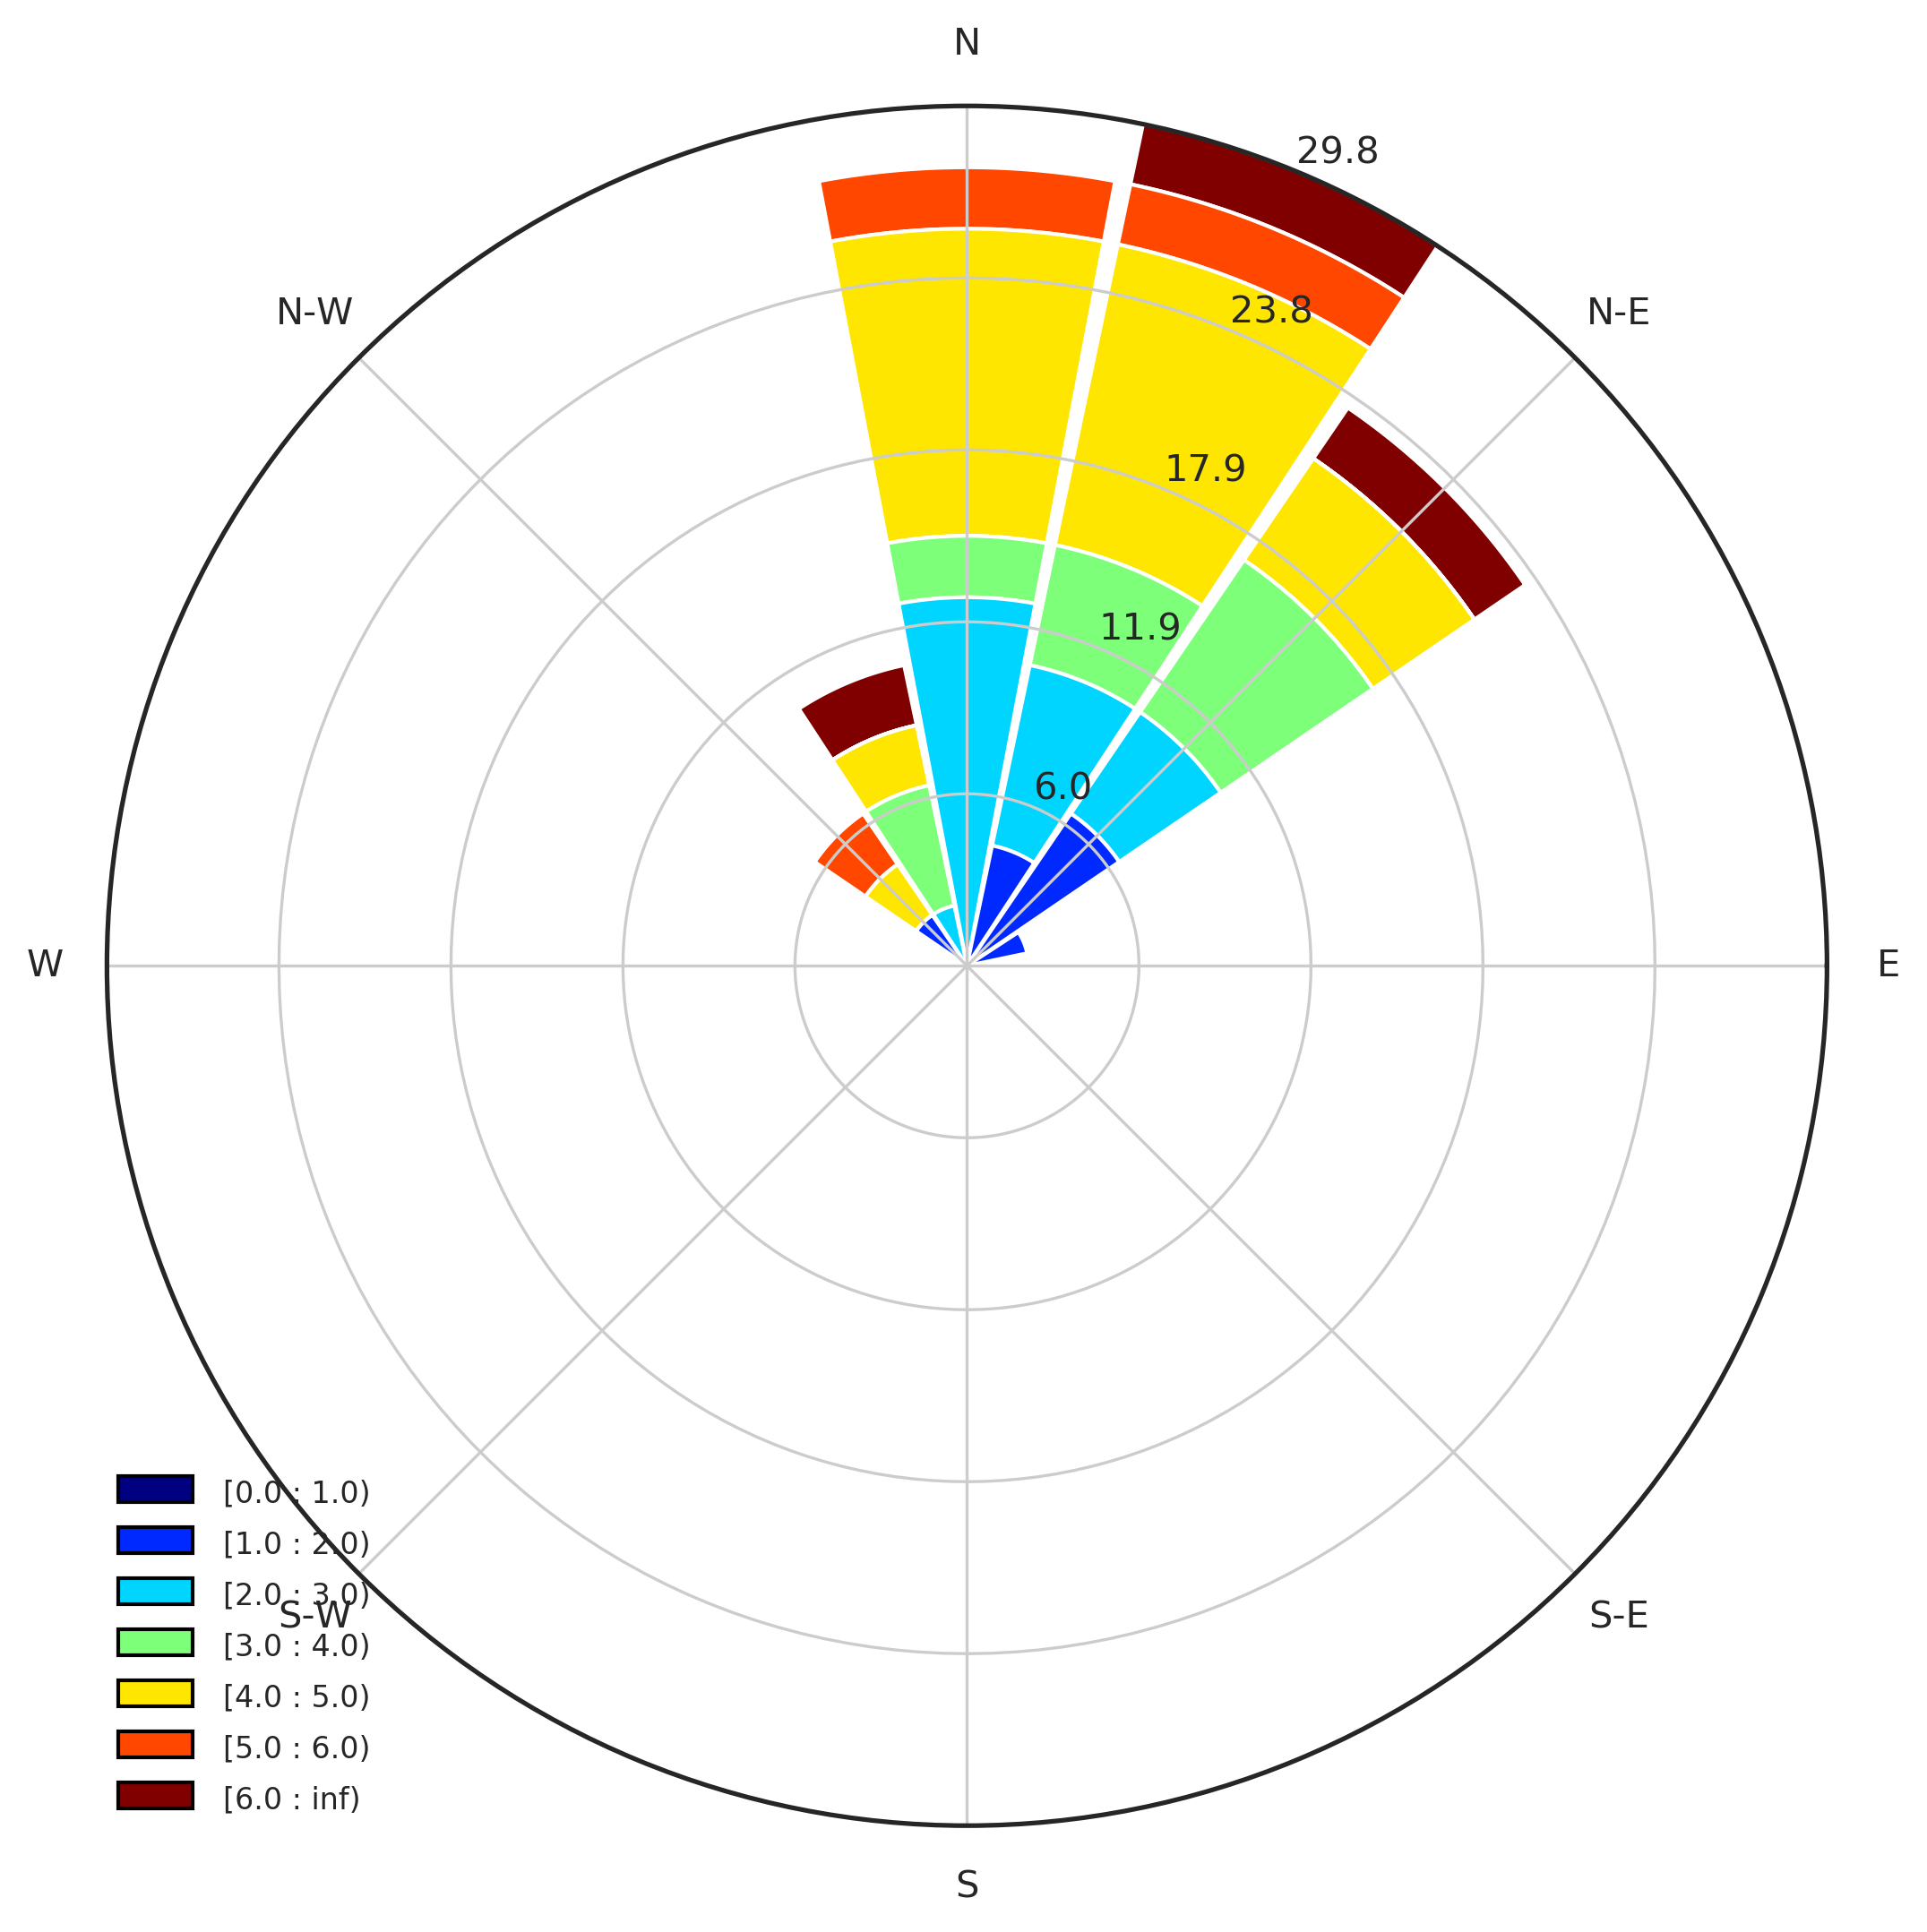 N
29.8
N-W
23.8
N-E
17.9
11.9
6.0
W
E
[0.0 : 1.0)
[1.0 : 2.0)
[2.0 : 3.0)
S-W
S-E
[3.0 : 4.0)
[4.0 : 5.0)
[5.0 : 6.0)
[6.0 : inf)
S